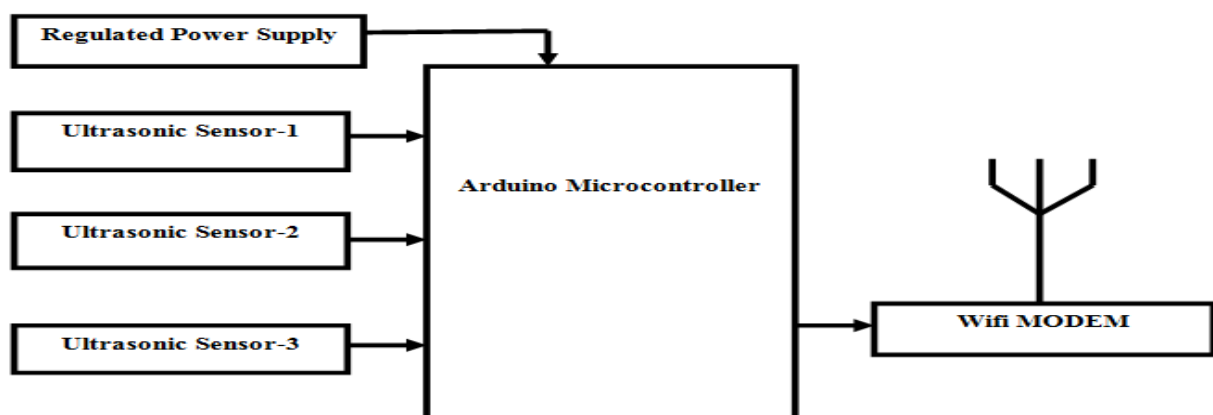 Regulated Power Supply
Ultrasonic Sensor-1
Arduino Microcontroller
Ultrasonic Sensor-2
Ultrasonic Sensor-3
Wifi MODEM